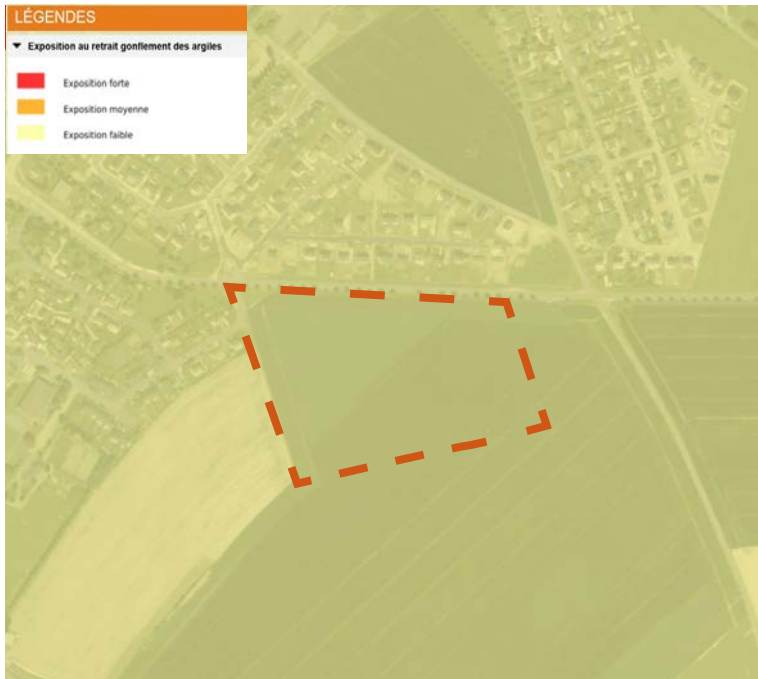 LÉGENDES
Exposition au retrait gonflement des argiles
Exposition forte
Exposition moyenne
Exposition faible